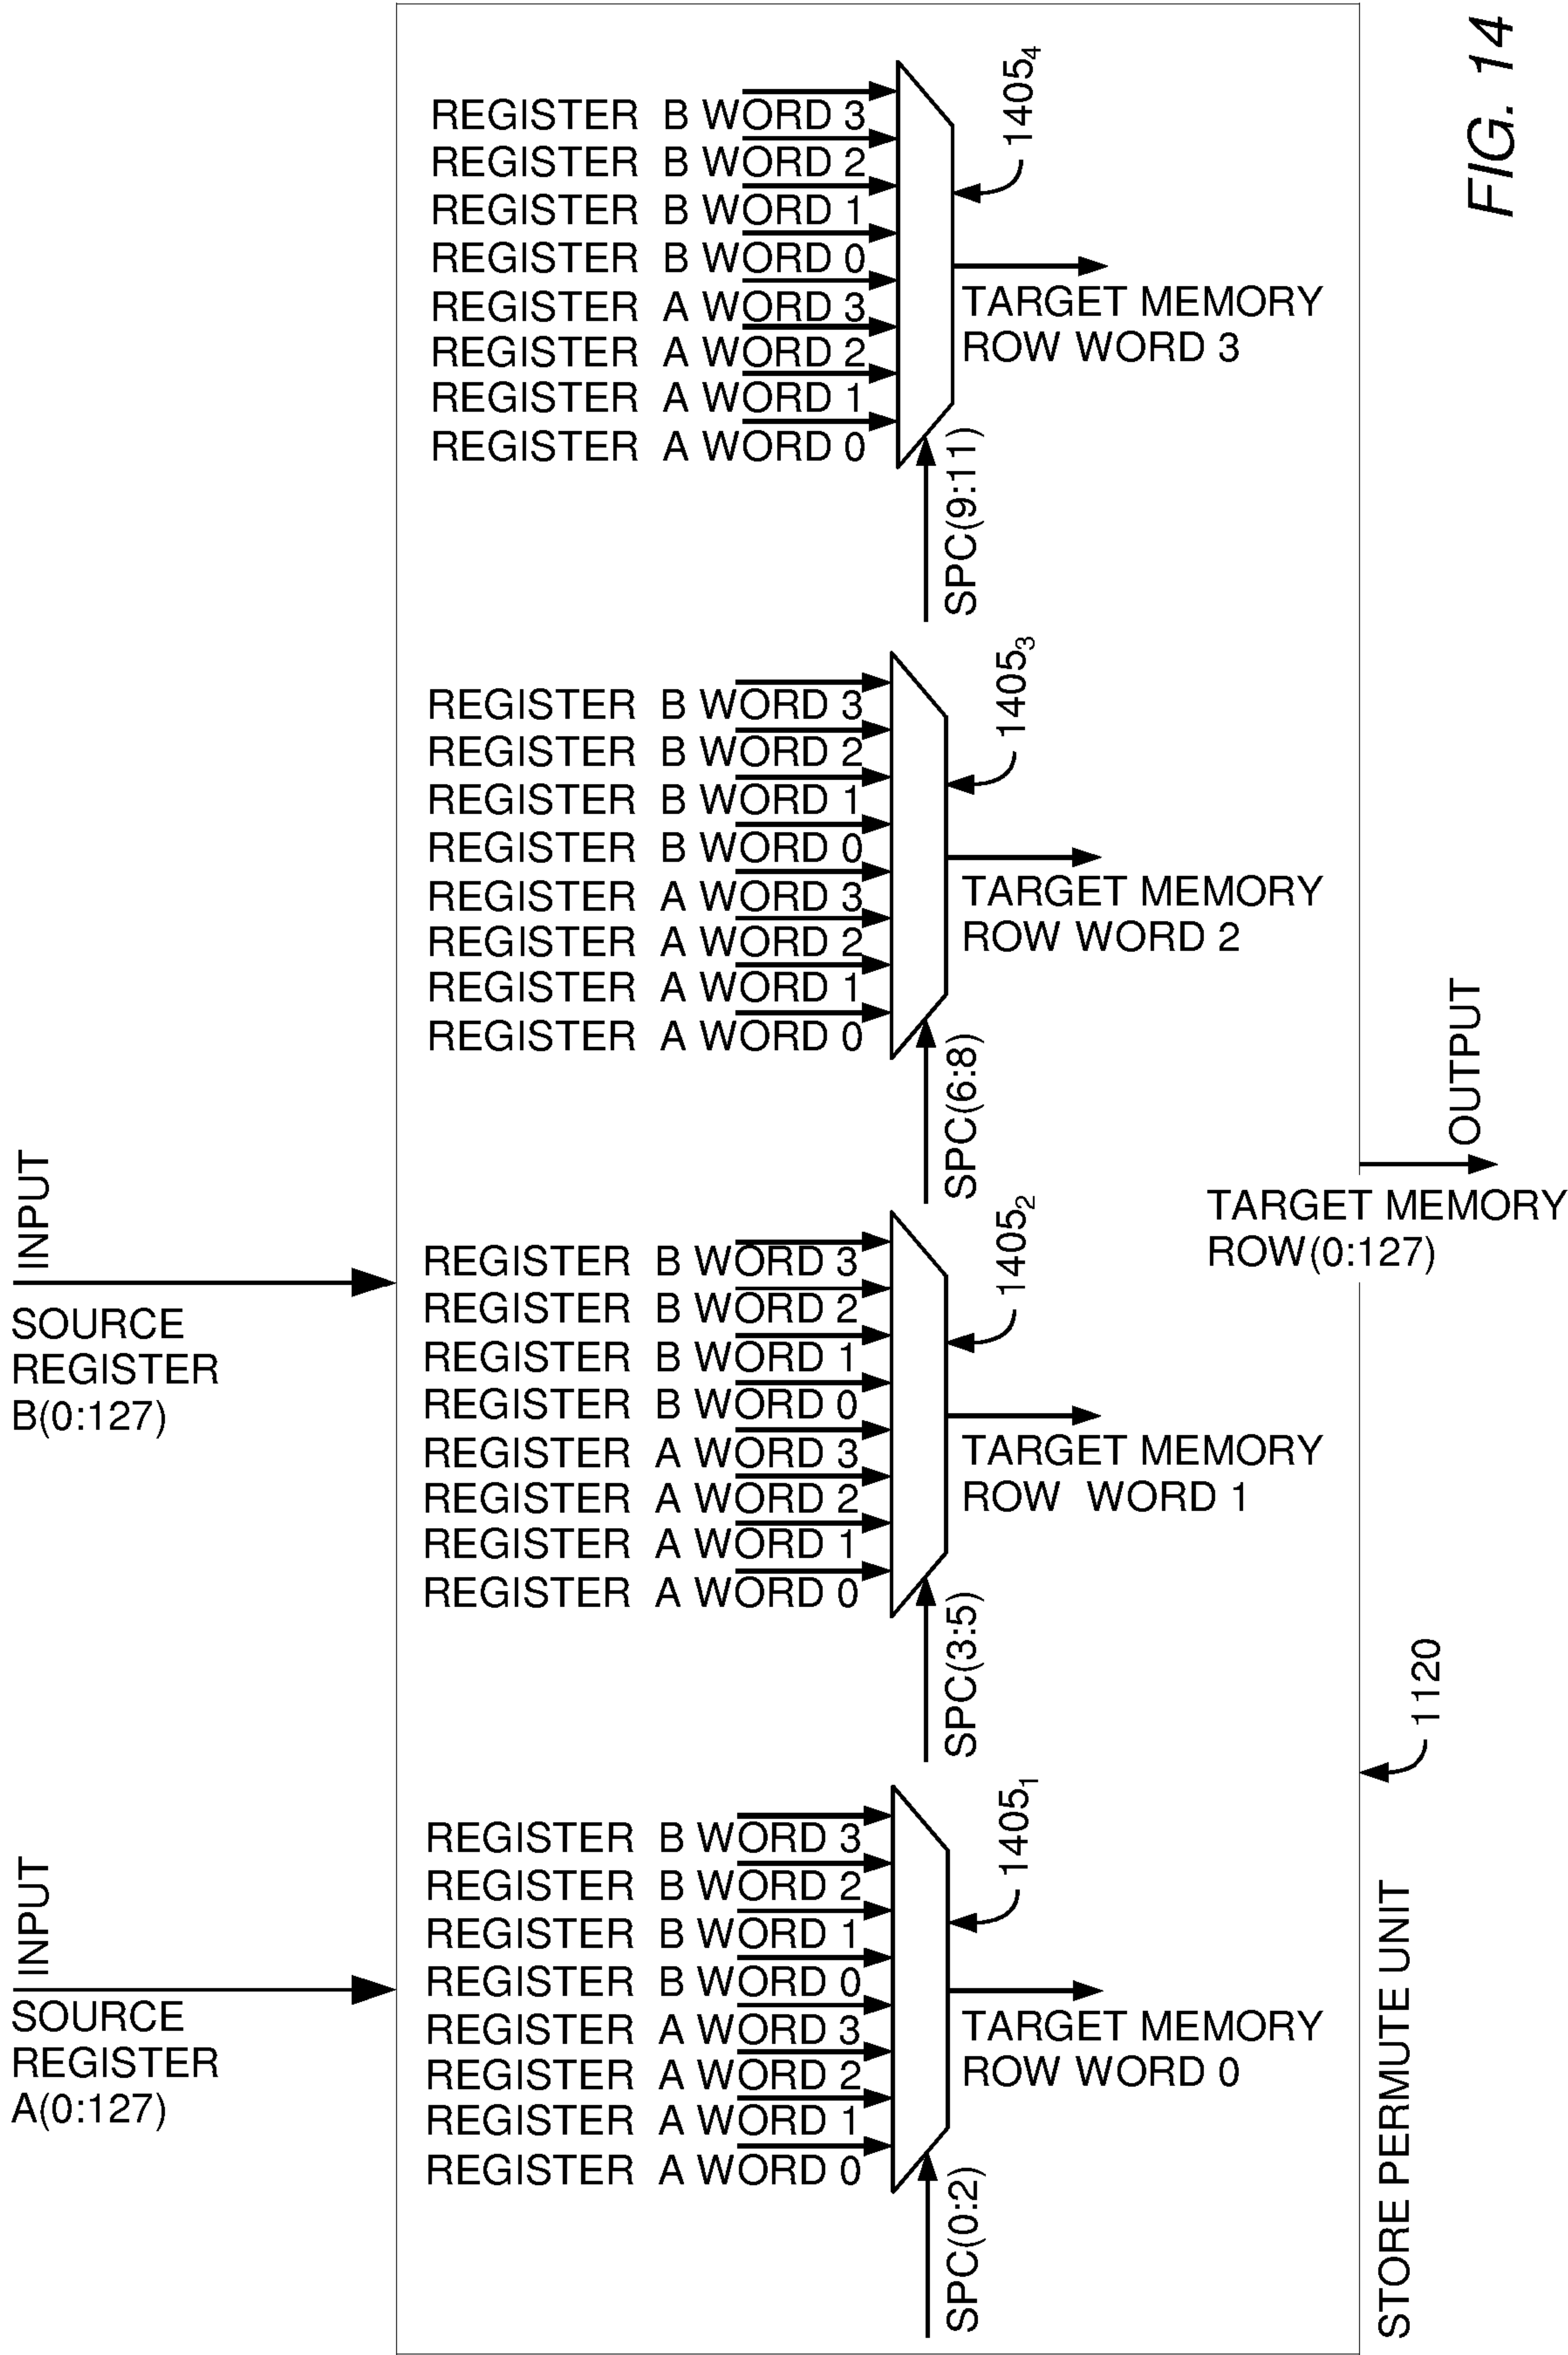 INPUT
SOURCE
REGISTER
A(0:127)
INPUT
SOURCE
REGISTER
B(0:127)
REGISTER B WORD 3
REGISTER B WORD 2
REGISTER B WORD 1
REGISTER B WORD 0
REGISTER A WORD 3
REGISTER A WORD 2
REGISTER A WORD 1
REGISTER A WORD 0
SPC(0:2)
1405₁
TARGET MEMORY
ROW WORD 0
REGISTER B WORD 3
REGISTER B WORD 2
REGISTER B WORD 1
REGISTER B WORD 0
REGISTER A WORD 3
REGISTER A WORD 2
REGISTER A WORD 1
REGISTER A WORD 0
SPC(3:5)
1405₂
TARGET MEMORY
ROW WORD 1
REGISTER B WORD 3
REGISTER B WORD 2
REGISTER B WORD 1
REGISTER B WORD 0
REGISTER A WORD 3
REGISTER A WORD 2
REGISTER A WORD 1
REGISTER A WORD 0
SPC(6:8)
1405₃
TARGET MEMORY
ROW WORD 2
REGISTER B WORD 3
REGISTER B WORD 2
REGISTER B WORD 1
REGISTER B WORD 0
REGISTER A WORD 3
REGISTER A WORD 2
REGISTER A WORD 1
REGISTER A WORD 0
SPC(9:11)
1405₄
TARGET MEMORY
ROW WORD 3
STORE PERMUTE UNIT
1120
TARGET MEMORY
ROW(0:127)
OUTPUT
FIG. 14